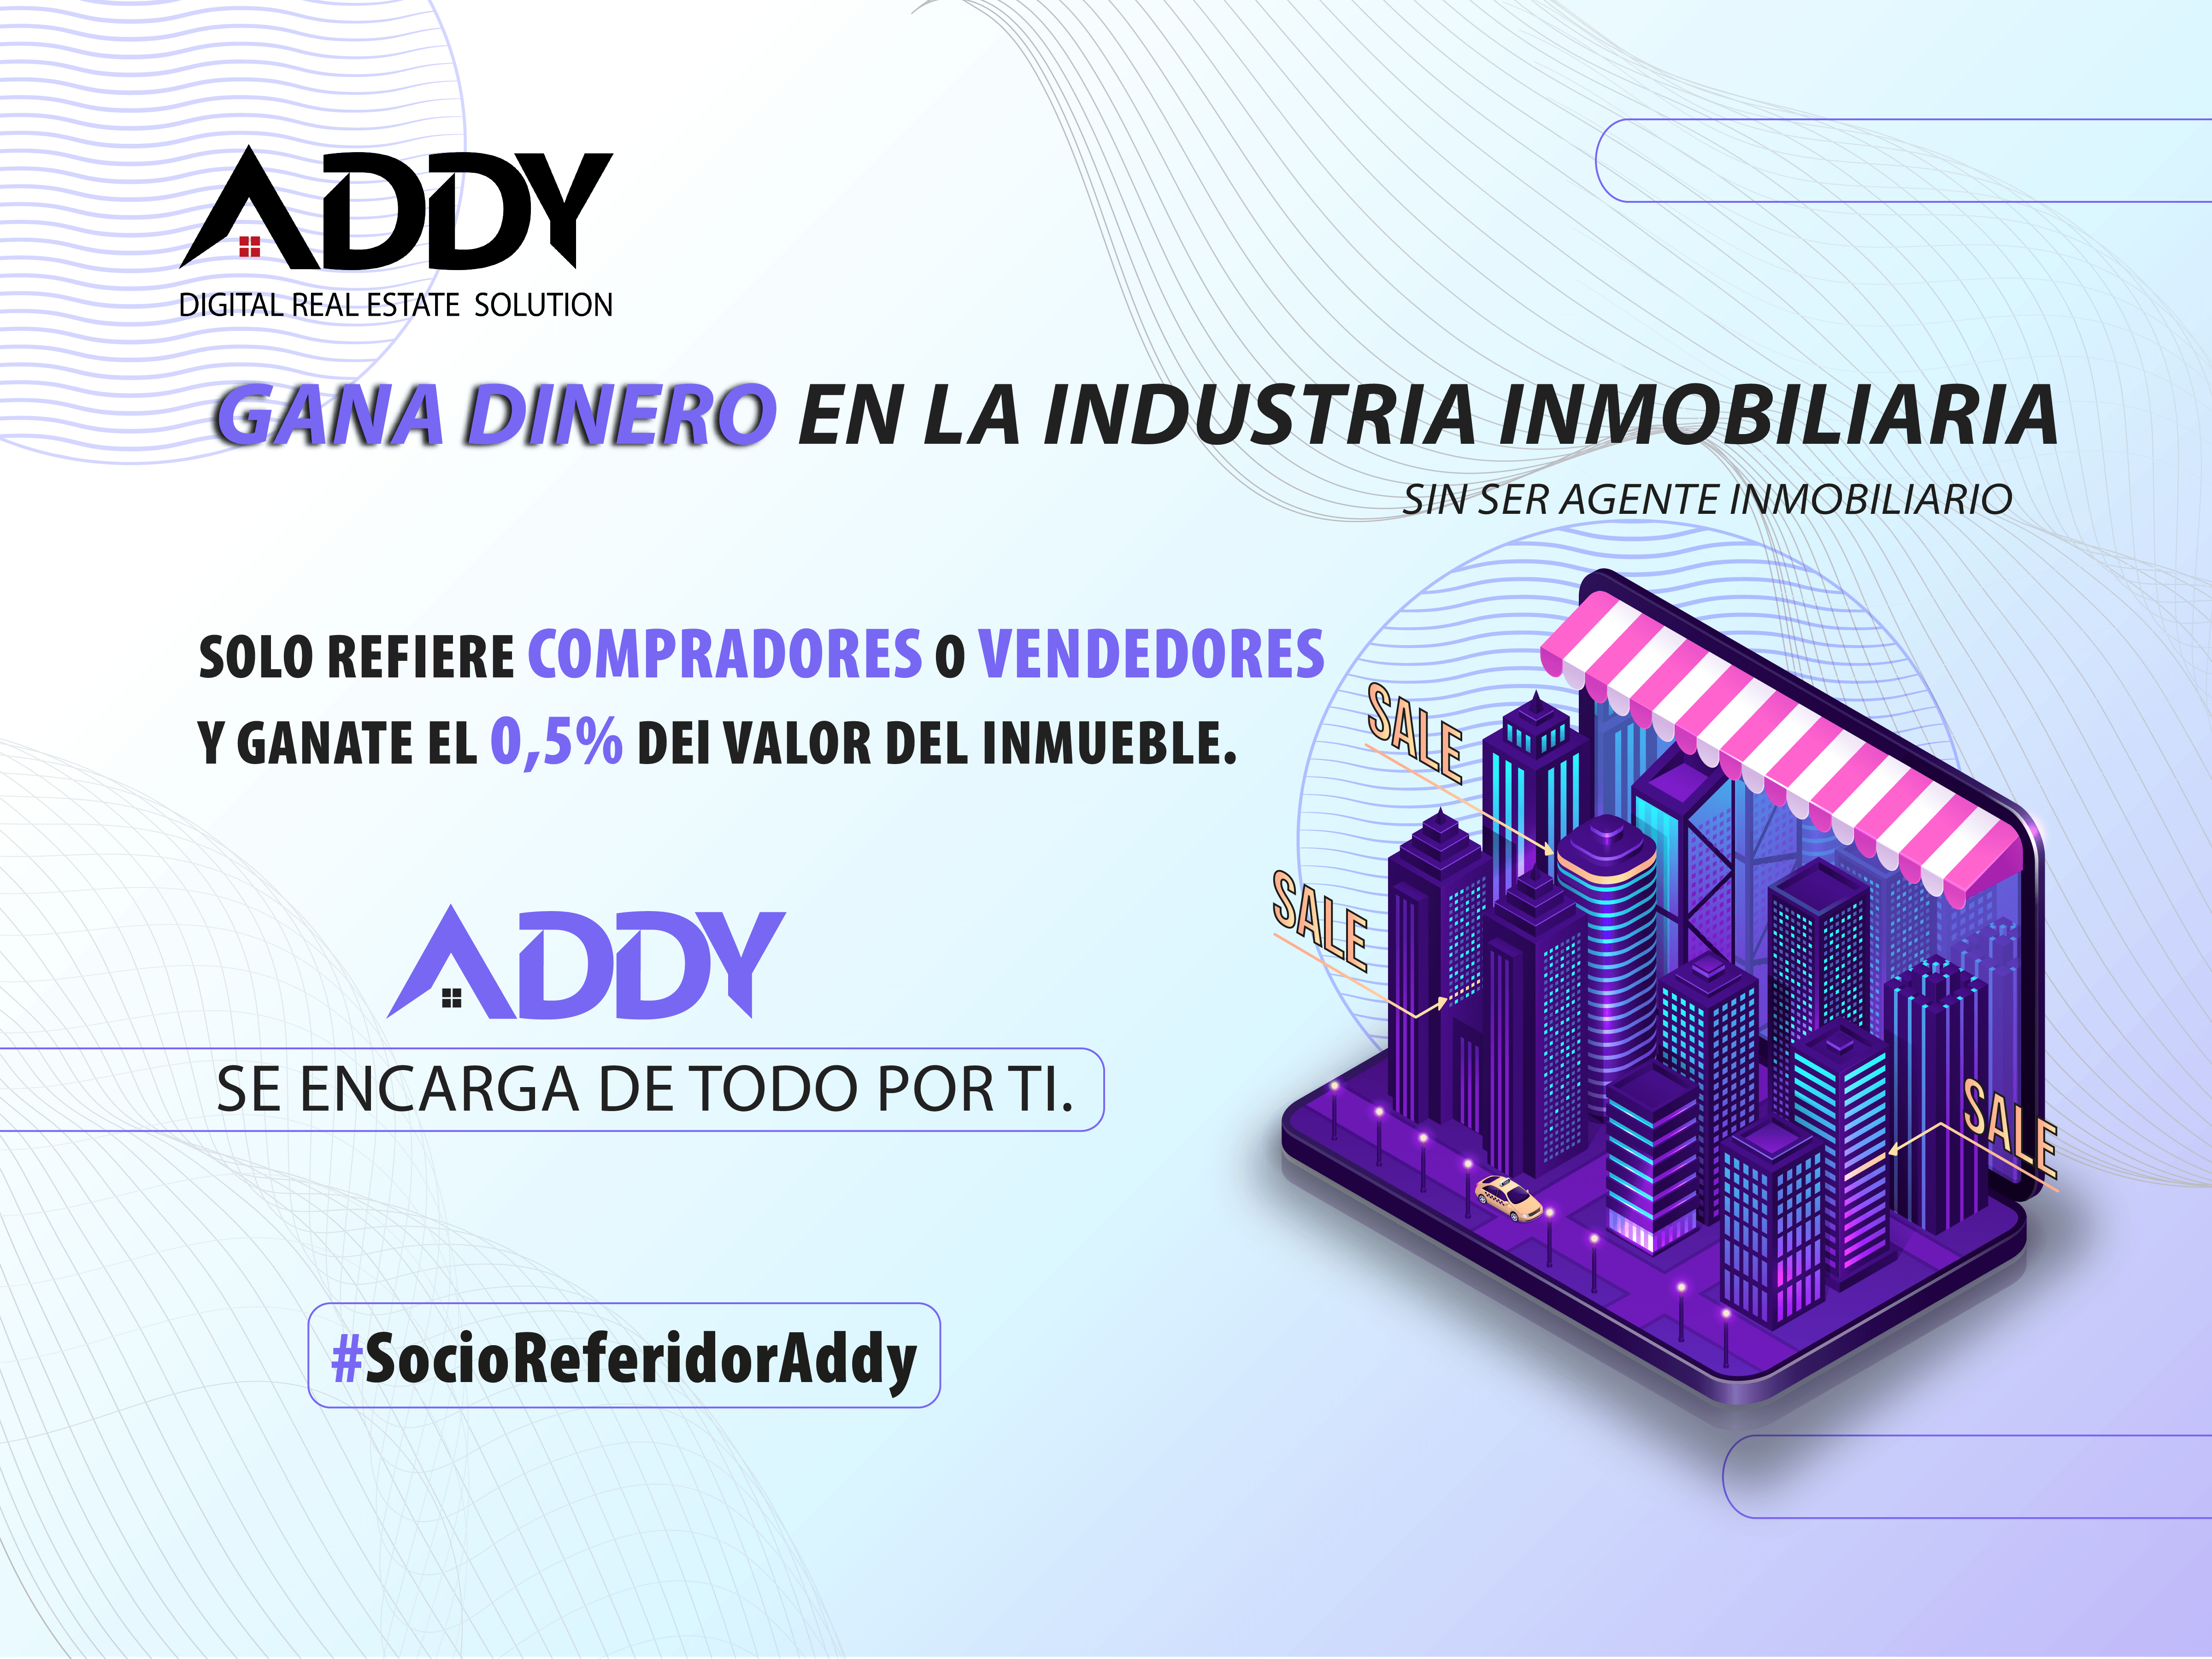 ADDY
DIGITAL REAL ESTATE SOLUTION
GANA DINERO EN LA INDUSTRIA INMOBILIARIA
SIN SER AGENTE INMOBILIARIO
SOLO REFIERE COMPRADORES O VENDEDORES
Y GANATE EL 0,5% DEl VALOR DEL INMUEBLE.
SALE
SALE
ADDY
SE ENCARGA DE TODO POR TI.
SALE
#SocioReferidorAddy